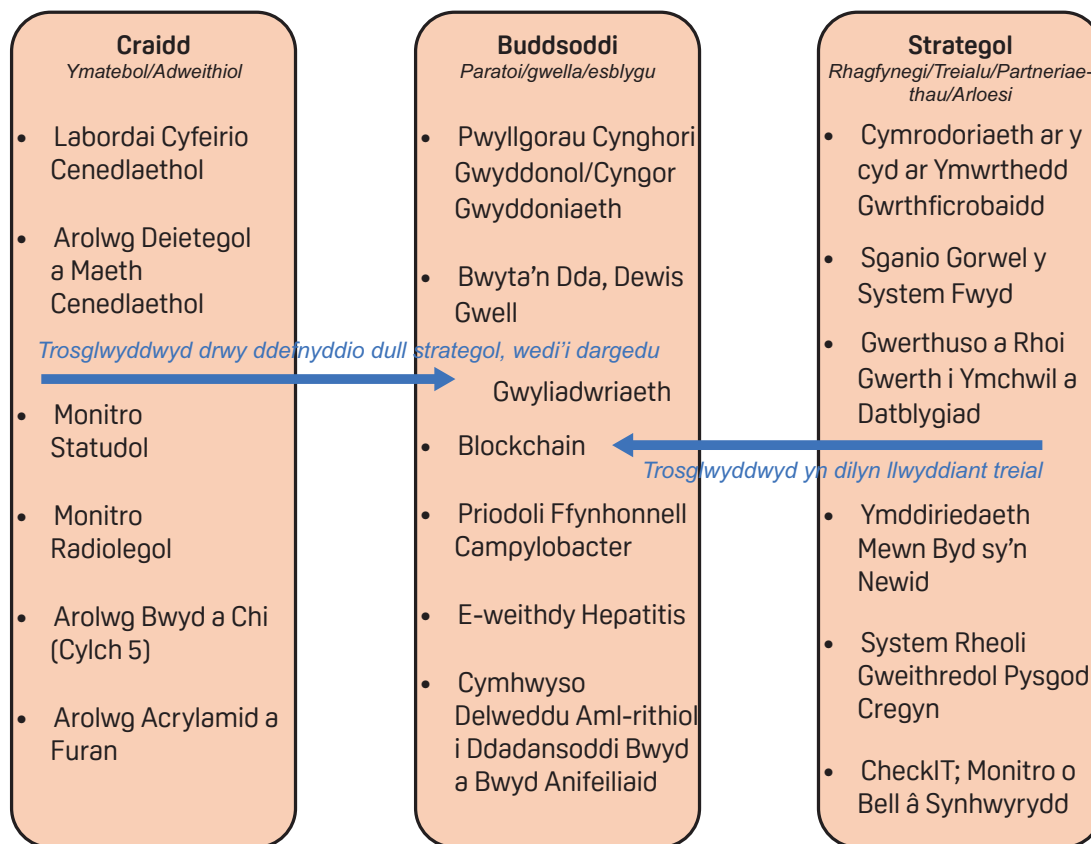 Craidd
Ymatebol/Adweithiol
• Labordai Cyfeirio
Cenedlaethol
• Arolwg Deietegol
a Maeth
Cenedlaethol
Trosglwyddwyd drwy ddefnyddio dull strategol, wedi'i dargedu
• Monitro
Statudol
• Monitro
Radiolegol
• Arolwg Bwyd a Chi
(Cylch 5)
• Arolwg Acrylamid a
Furan
Buddsoddi
Paratoi/gwella/esblygu
• Pwyllgorau Cynghori
Gwyddonol/Cyngor
Gwyddoniaeth
• Bwyta'n Dda, Dewis
Gwell
Gwyliadwriaeth
• Blockchain
• Priodoli Ffynhonnell
Campylobacter
• E-weithdy Hepatitis
• Cymhwyso
Delweddu Aml-rithiol
i Ddadansoddi Bwyd
a Bwyd Anifeiliaid
Strategol
Rhagfynegi/Treialu/Partneriae-
thau/Arloesi
• Cymrodoriaeth ar y
cyd ar Ymwrthedd
Gwrthficrobaidd
• Sganio Gorwel y
System Fwyd
• Gwerthuso a Rhoi
Gwerth i Ymchwil a
Datblygiad
Trosglwyddwyd yn dilyn llwyddiant treial
• Ymddiriedaeth
Mewn Byd sy'n
Newid
• System Rheoli
Gweithredol Pysgod
Cregyn
• CheckIT; Monitro o
Bell â Synhwyrydd